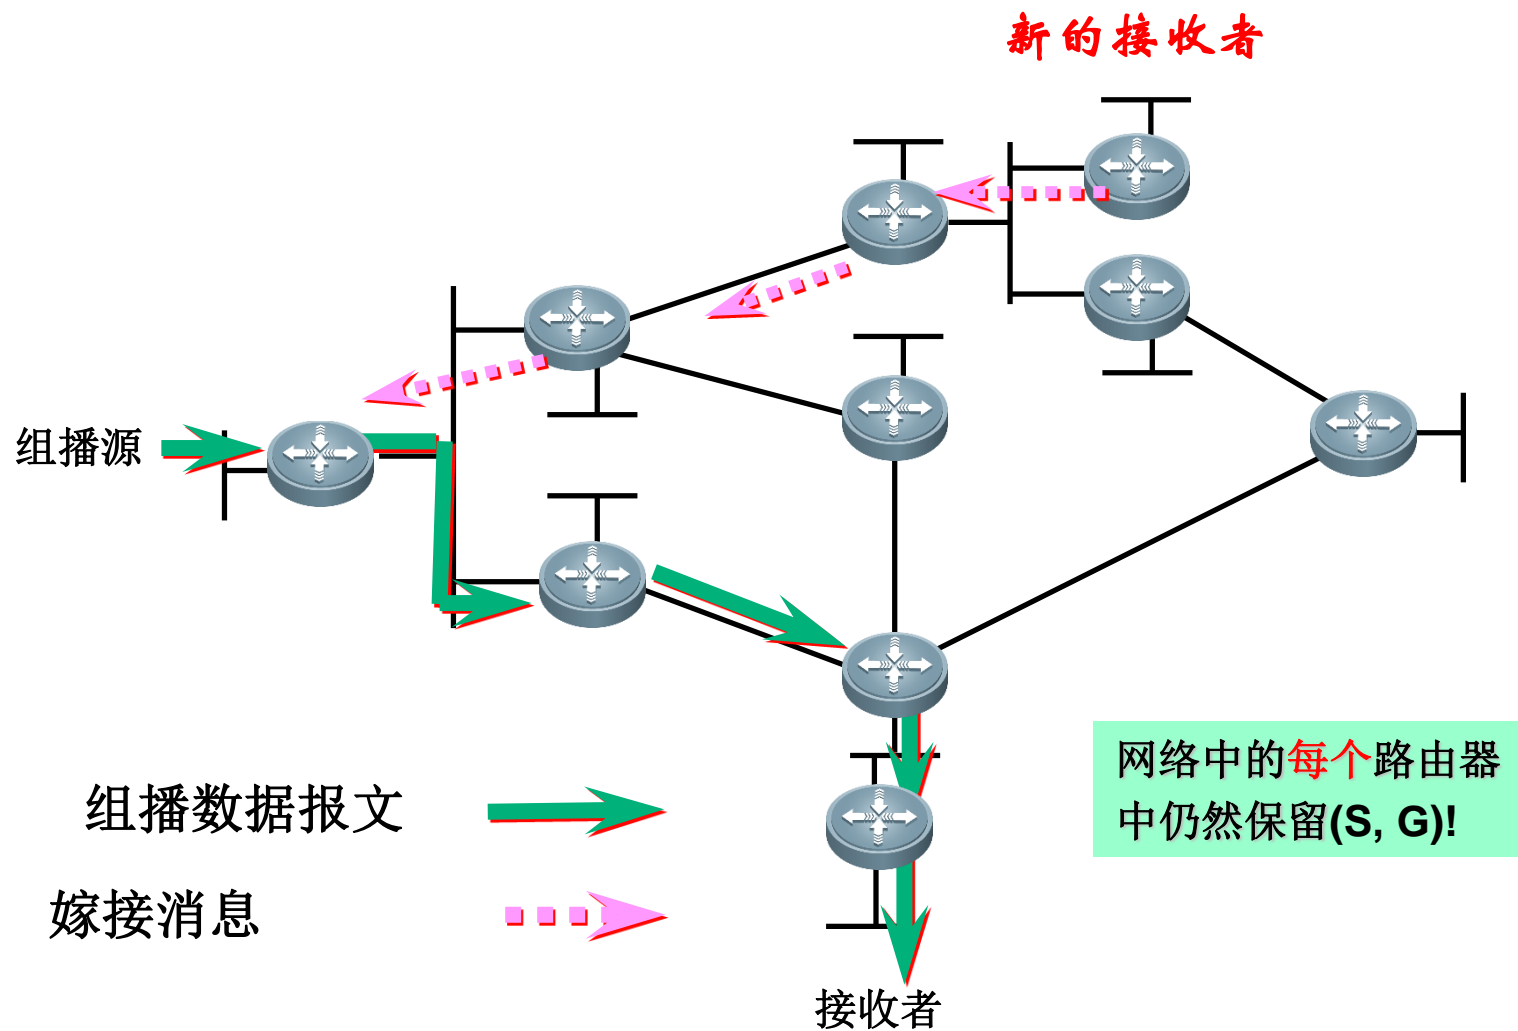 新的接收者
组播源
网络中的每个路由器
中仍然保留(S, G)!
组播数据报文
嫁接消息
接收者